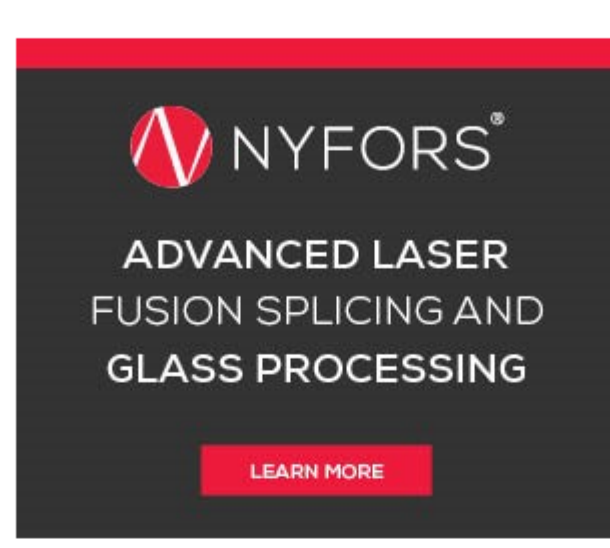 NYFORS®
ADVANCED LASER
FUSION SPLICING AND
GLASS PROCESSING
LEARN MORE